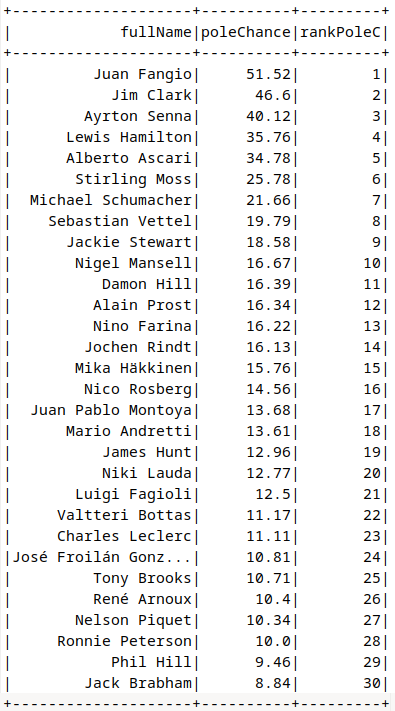 +--------------------+----------+---------+
|            fullName|poleChance|rankPoleC|
+--------------------+----------+---------+
|         Juan Fangio|     51.52|        1|
|           Jim Clark|      46.6|        2|
|        Ayrton Senna|     40.12|        3|
|      Lewis Hamilton|     35.76|        4|
|      Alberto Ascari|     34.78|        5|
|       Stirling Moss|     25.78|        6|
|  Michael Schumacher|     21.66|        7|
|    Sebastian Vettel|     19.79|        8|
|      Jackie Stewart|     18.58|        9|
|       Nigel Mansell|     16.67|       10|
|          Damon Hill|     16.39|       11|
|         Alain Prost|     16.34|       12|
|         Nino Farina|     16.22|       13|
|        Jochen Rindt|     16.13|       14|
|       Mika Häkkinen|     15.76|       15|
|        Nico Rosberg|     14.56|       16|
|  Juan Pablo Montoya|     13.68|       17|
|      Mario Andretti|     13.61|       18|
|          James Hunt|     12.96|       19|
|          Niki Lauda|     12.77|       20|
|       Luigi Fagioli|      12.5|       21|
|     Valtteri Bottas|     11.17|       22|
|     Charles Leclerc|     11.11|       23|
|José Froilán Gonz...|     10.81|       24|
|         Tony Brooks|     10.71|       25|
|         René Arnoux|      10.4|       26|
|       Nelson Piquet|     10.34|       27|
|     Ronnie Peterson|      10.0|       28|
|           Phil Hill|      9.46|       29|
|        Jack Brabham|      8.84|       30|
+--------------------+----------+---------+